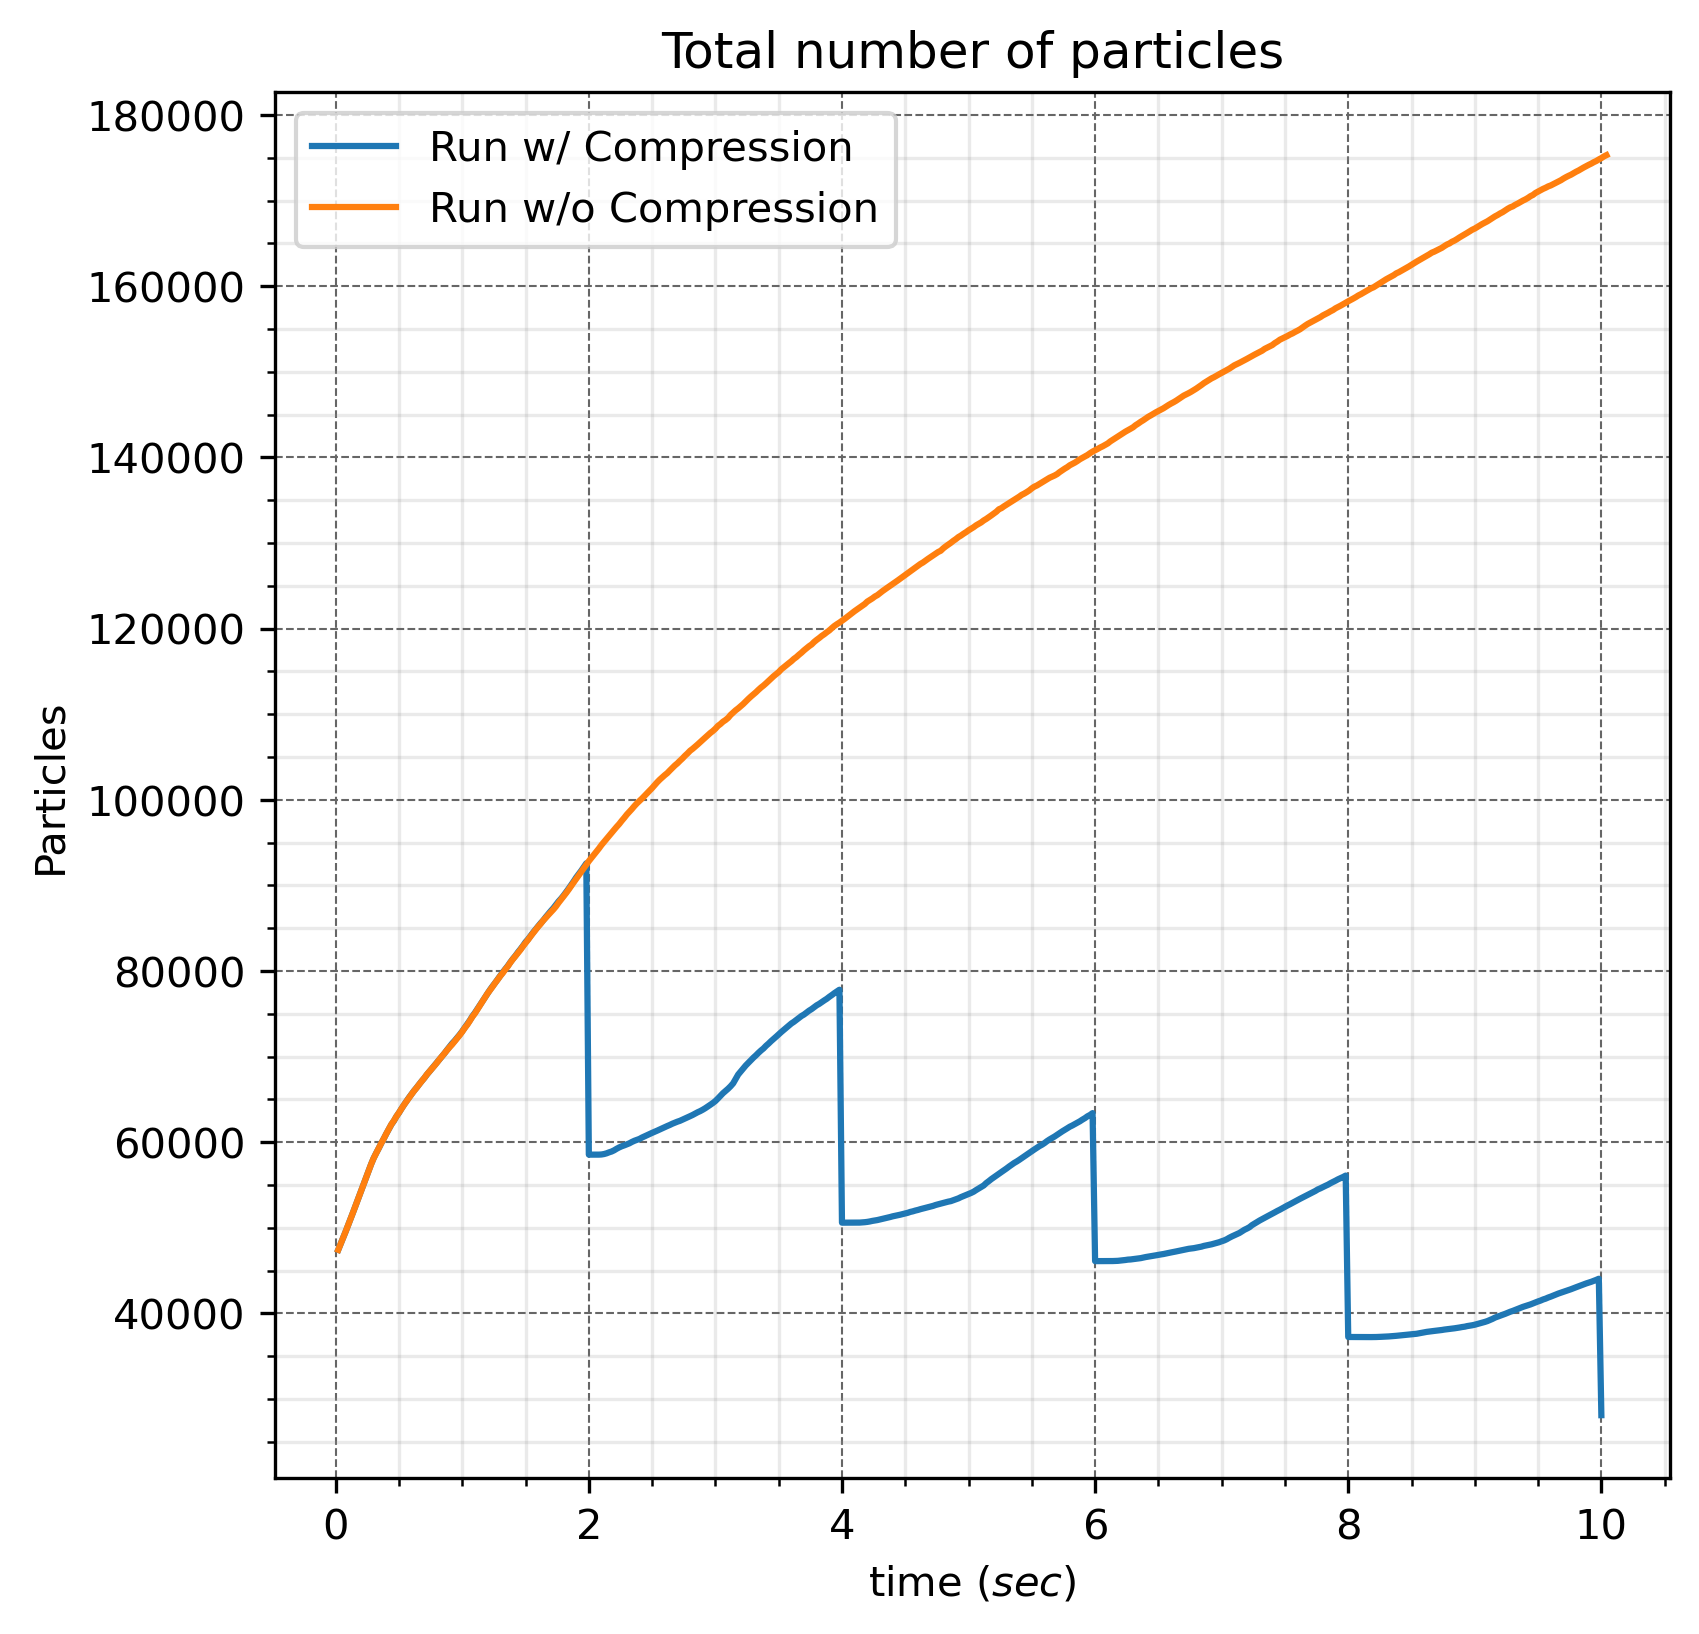 Total number of particles
Run w/ Compression
Run w/o Compression
Particles
180000
160000
140000
120000
100000
80000
60000
40000
0 2 4 6 8 10
time (sec)